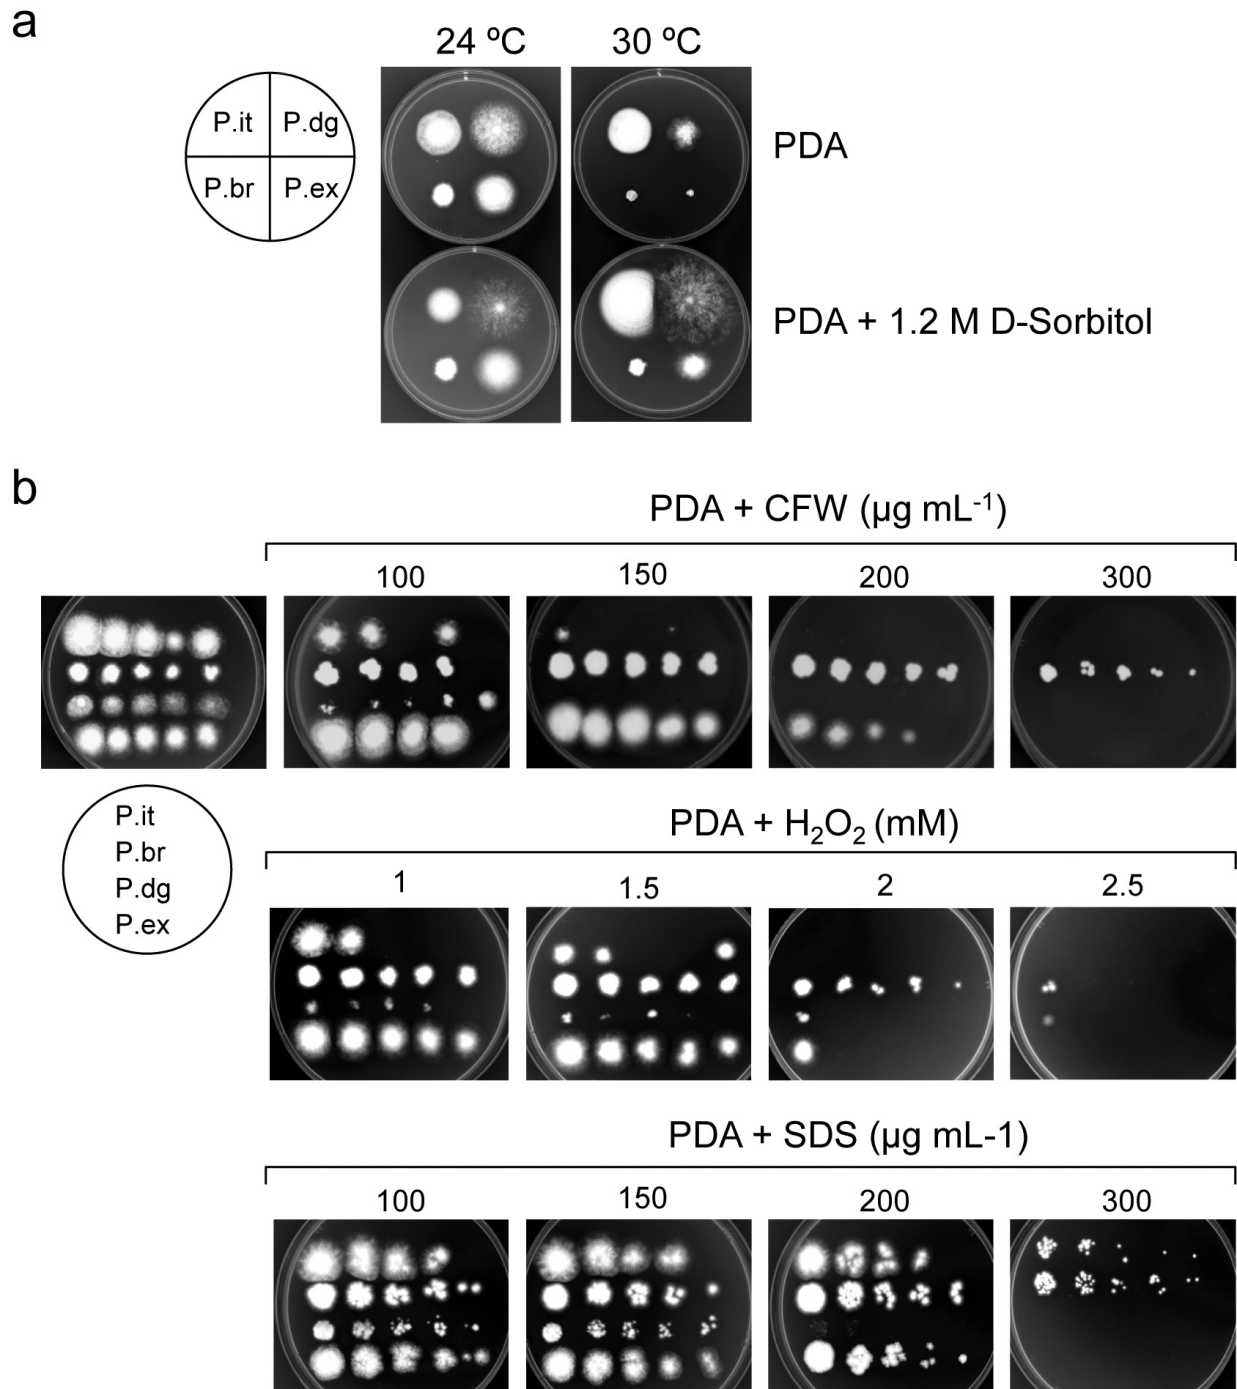 a
24 ºC 30 ºC
P.it P.dg
P.br P.ex
PDA
PDA + 1.2 M D-Sorbitol
b
PDA + CFW (µg mL-1)
100 150 200 300
P.it
P.br
P.dg
P.ex
PDA + H2O2 (mM)
1 1.5 2 2.5
PDA + SDS (µg mL-1)
100 150 200 300